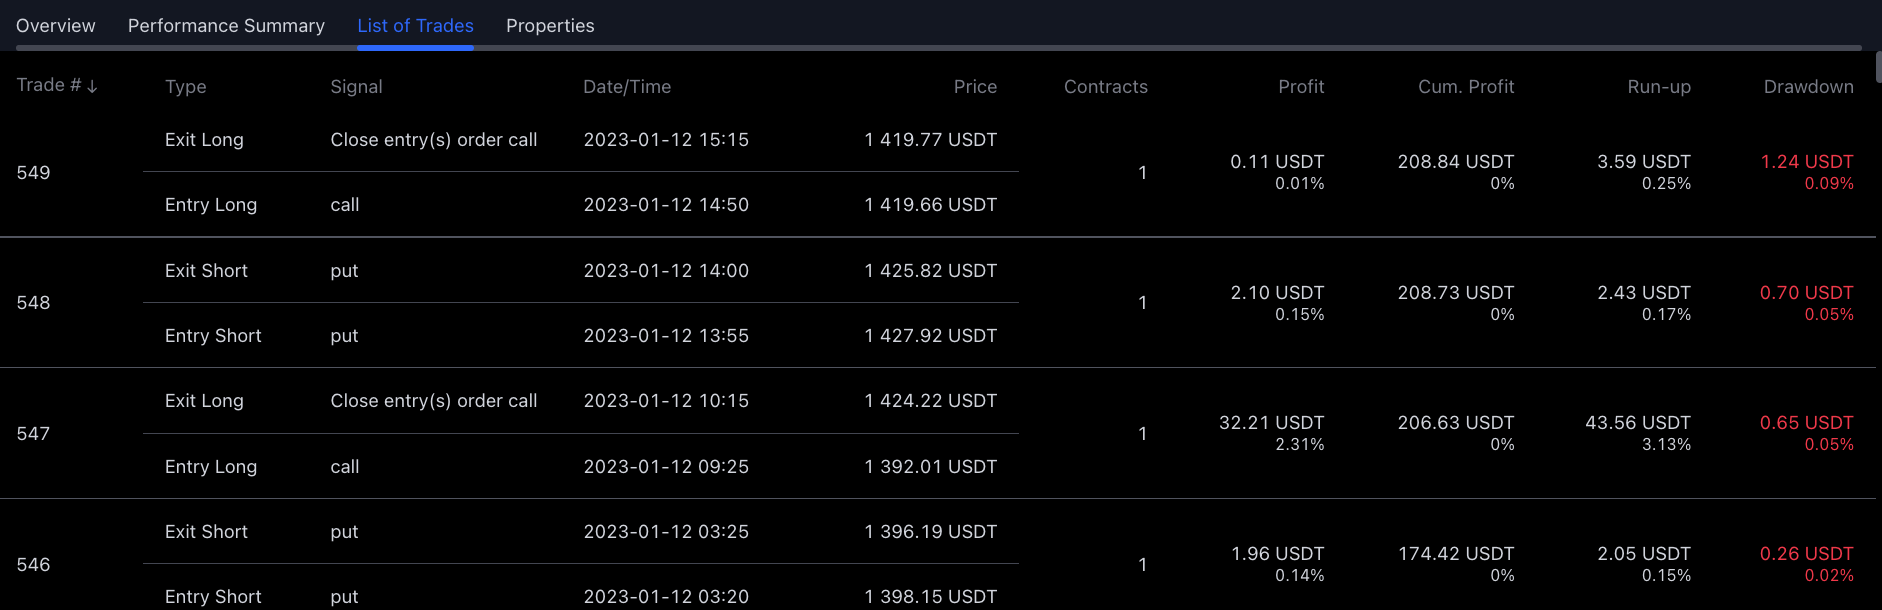 Overview Performance Summary List of Trades Properties
Trade # ↓ Type Signal Date/Time Price Contracts Profit Cum. Profit Run-up Drawdown
Exit Long Close entry(s) order call 2023-01-12 15:15 1 419.77 USDT
549 1 0.11 USDT 208.84 USDT 3.59 USDT 1.24 USDT
0.01% 0% 0.25% 0.09%
Entry Long call 2023-01-12 14:50 1 419.66 USDT
Exit Short put 2023-01-12 14:00 1 425.82 USDT
548 1 2.10 USDT 208.73 USDT 2.43 USDT 0.70 USDT
0.15% 0% 0.17% 0.05%
Entry Short put 2023-01-12 13:55 1 427.92 USDT
Exit Long Close entry(s) order call 2023-01-12 10:15 1 424.22 USDT
547 1 32.21 USDT 206.63 USDT 43.56 USDT 0.65 USDT
2.31% 0% 3.13% 0.05%
Entry Long call 2023-01-12 09:25 1 392.01 USDT
Exit Short put 2023-01-12 03:25 1 396.19 USDT
546 1 1.96 USDT 174.42 USDT 2.05 USDT 0.26 USDT
0.14% 0% 0.15% 0.02%
Entry Short put 2023-01-12 03:20 1 398.15 USDT